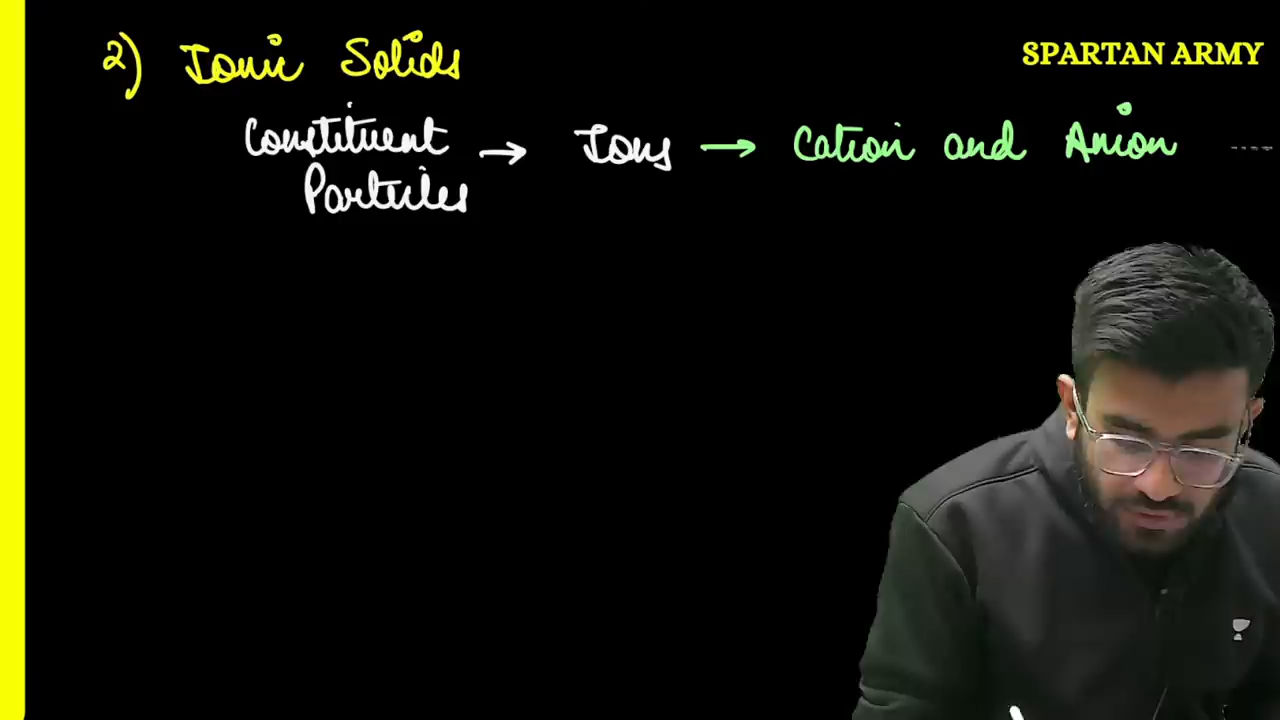 2) Ionic Solids
SPARTAN ARMY
Constituent Particles → Ions → Cation and Anion